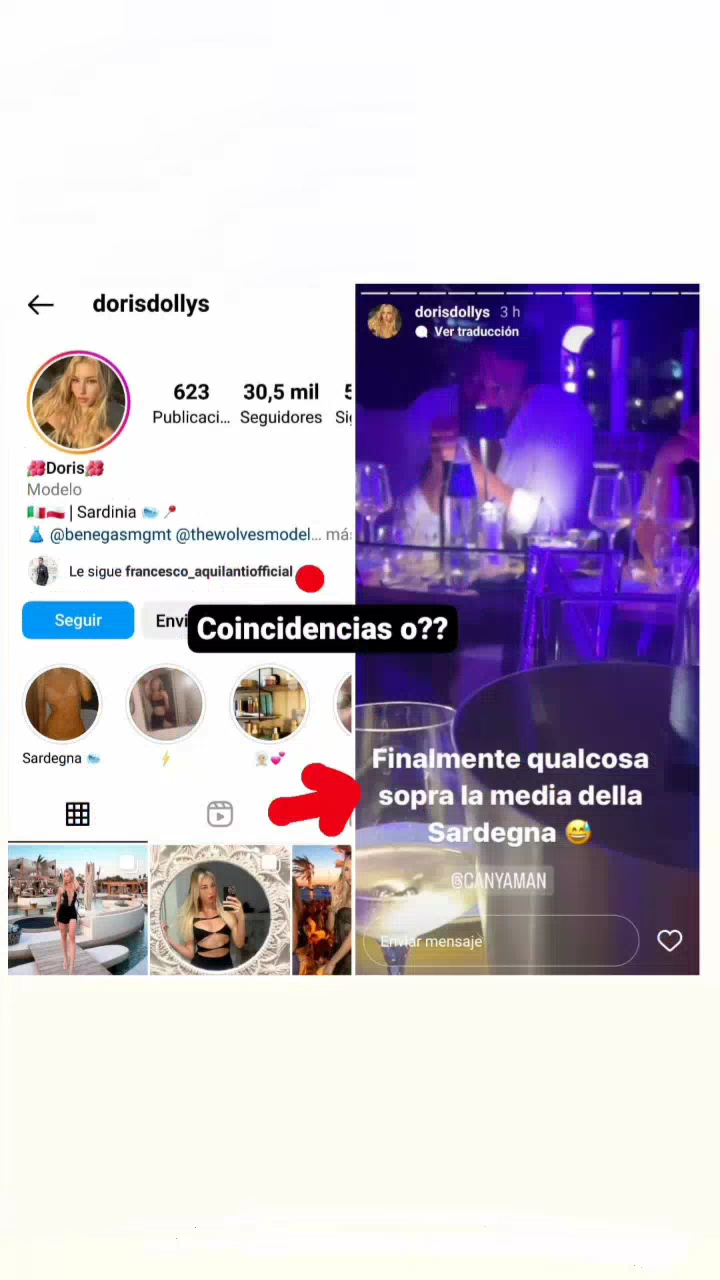 dorisdollys
623
30,5 mil
Publicaci...
Seguidores
🌺Doris🌺
Modelo
🇮🇹🇵🇱 | Sardinia 🐟📍
👗 @benegasmgmt @thewolvesmodel... más
Le sigue francesco_aquilantiofficial
Seguir
Envi
Coincidencias o??
Sardegna 🐟
⚡
💕
dorisdollys 3 h
Ver traducción
Finalmente qualcosa
sopra la media della
Sardegna 😅
@CANYAMAN
Enviar mensaje